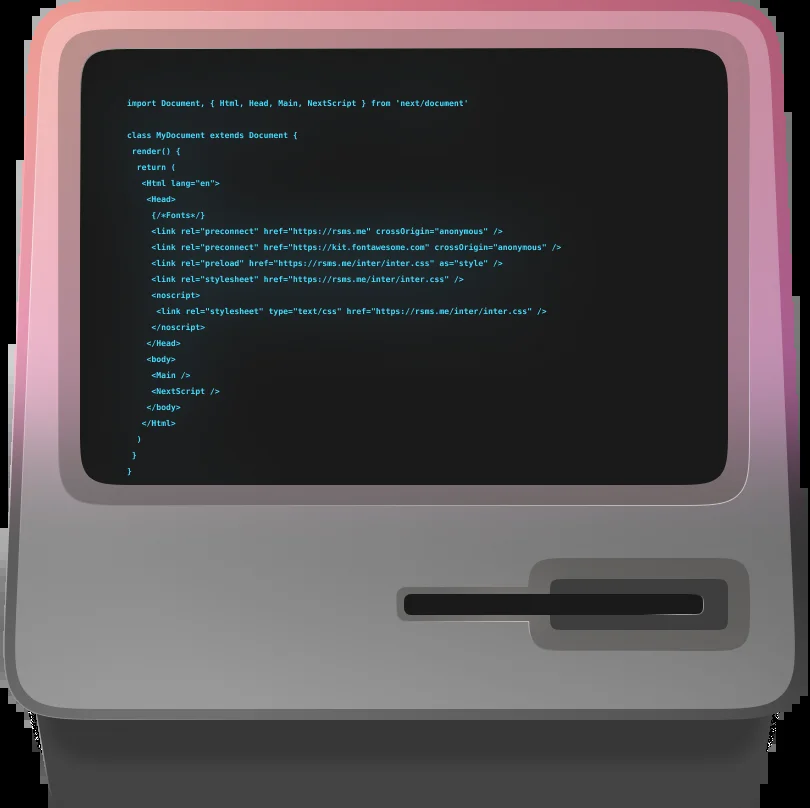 import Document, { Html, Head, Main, NextScript } from 'next/document'

class MyDocument extends Document {
render() {
return (
<Html lang="en">
<Head>
{/*Fonts*/}
<link rel="preconnect" href="https://rsms.me" crossOrigin="anonymous" />
<link rel="preconnect" href="https://kit.fontawesome.com" crossOrigin="anonymous" />
<link rel="preload" href="https://rsms.me/inter/inter.css" as="style" />
<link rel="stylesheet" href="https://rsms.me/inter/inter.css" />
<noscript>
<link rel="stylesheet" type="text/css" href="https://rsms.me/inter/inter.css" />
</noscript>
</Head>
<body>
<Main />
<NextScript />
</body>
</Html>
)
}
}